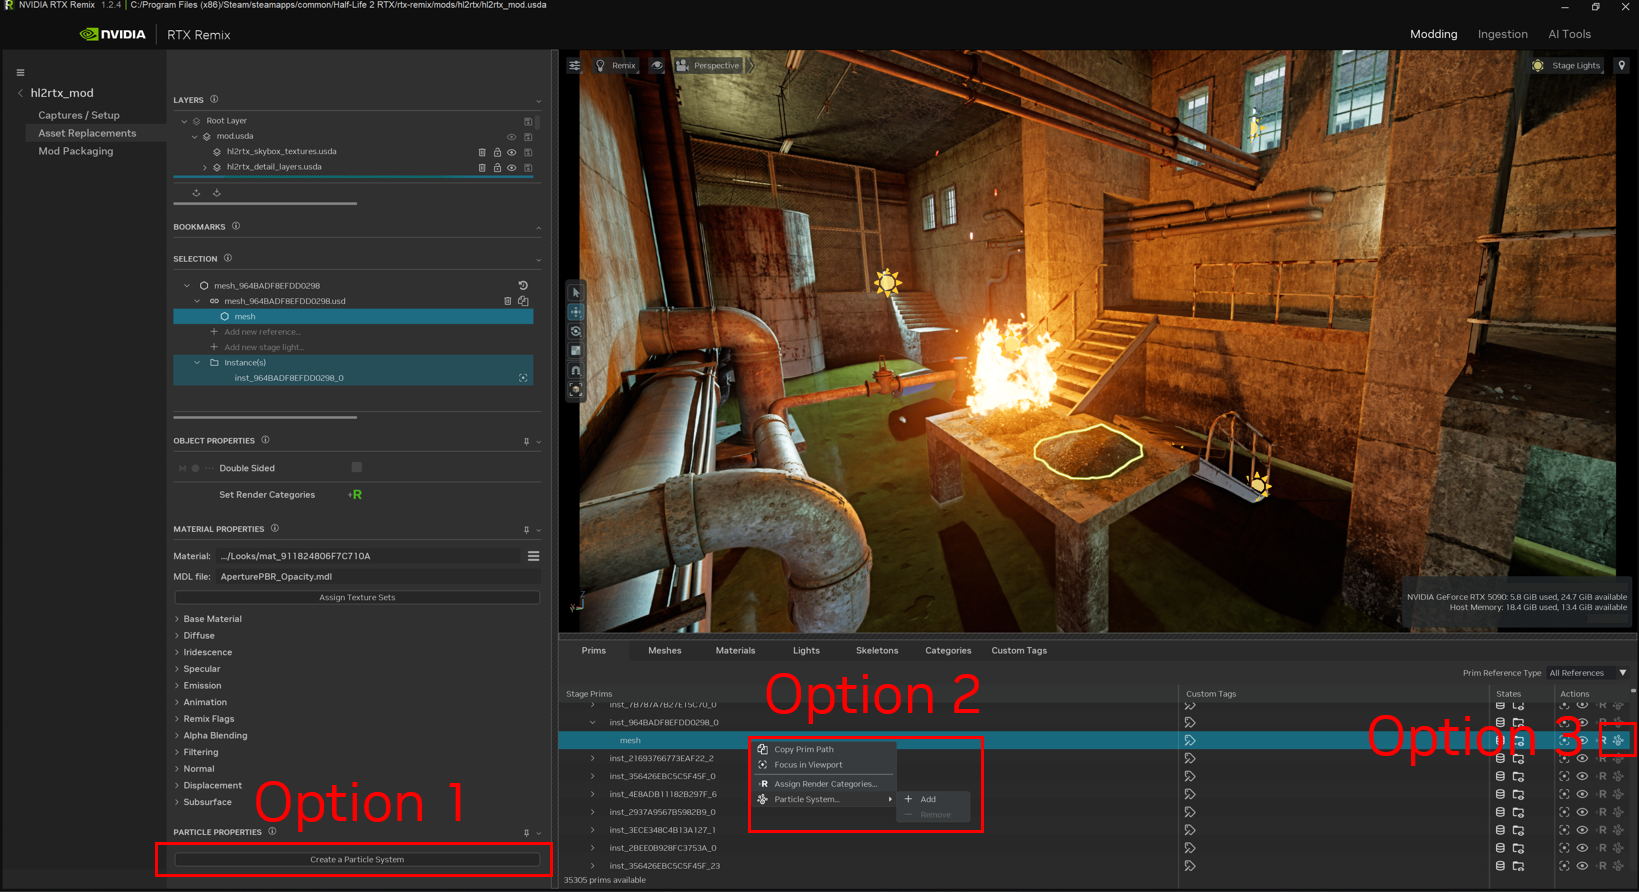 NVIDIA RTX Remix 1.2.4 | C:/Program Files (x86)/Steam/steamapps/common/Half-Life 2 RTX/rtx-remix/mods/hl2rtx/hl2rtx_mod.usda
NVIDIA
RTX Remix
Modding
Ingestion
AI Tools
hl2rtx_mod
Captures / Setup
Asset Replacements
Mod Packaging
LAYERS
Root Layer
mod.usda
hl2rtx_skybox_textures.usda
hl2rtx_detail_layers.usda
BOOKMARKS
SELECTION
mesh_964BADF8EFDD0298
mesh_964BADF8EFDD0298.usd
mesh
Add new reference...
Add new stage light...
Instance(s)
inst_964BADF8EFDD0298_0
OBJECT PROPERTIES
Double Sided
Set Render Categories
+R
MATERIAL PROPERTIES
Material: .../Looks/mat_911824806F7C710A
MDL file: AperturePBR_Opacity.mdl
Assign Texture Sets
Base Material
Diffuse
Iridescence
Specular
Emission
Animation
Remix Flags
Alpha Blending
Filtering
Normal
Displacement
Subsurface
Option 1
PARTICLE PROPERTIES
Create a Particle System
Remix
Perspective
Stage Lights
NVIDIA GeForce RTX 5090: 5.8 GiB used, 24.7 GiB available
Host Memory: 18.4 GiB used, 13.4 GiB available
Prims
Meshes
Materials
Lights
Skeletons
Categories
Custom Tags
Prim Reference Type
All References
Stage Prims
Custom Tags
States
Actions
Option 2
inst_7B787A7B27E15C70_0
inst_964BADF8EFDD0298_0
mesh
Option 3
inst_21693766773EAF22_2
inst_356426EBC5C5F45F_0
inst_4E8ADB11182B297F_6
inst_2937A9567B5982B9_0
inst_3ECE348C4B13A127_1
inst_2BEE0B928FC3753A_0
inst_356426EBC5C5F45F_23
Copy Prim Path
Focus in Viewport
Assign Render Categories...
Particle System...
Add
Remove
35305 prims available